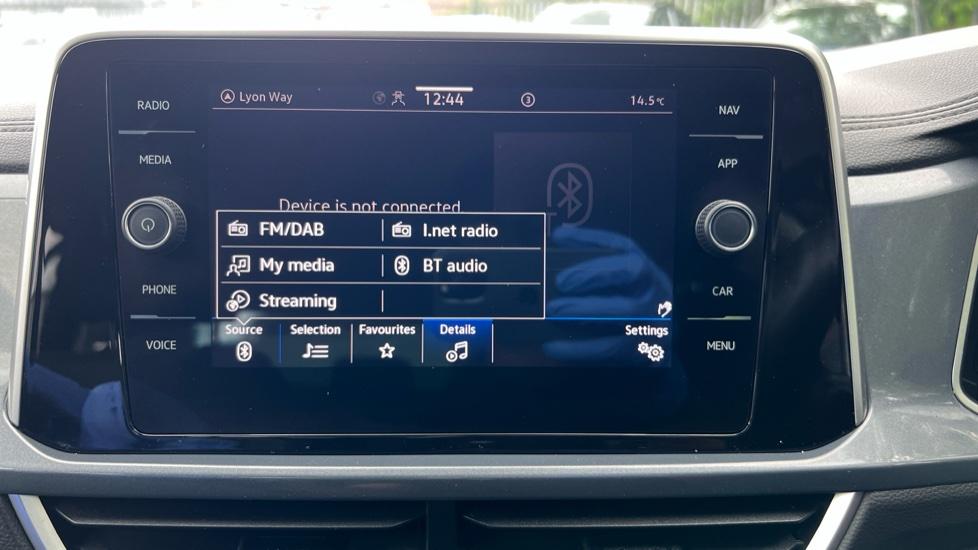 RADIO
MEDIA
PHONE
VOICE
Lyon Way 12:44 3 14.5°C
Device is not connected
FM/DAB I.net radio
My media BT audio
Streaming
Source Selection Favourites Details Settings
NAV
APP
CAR
MENU